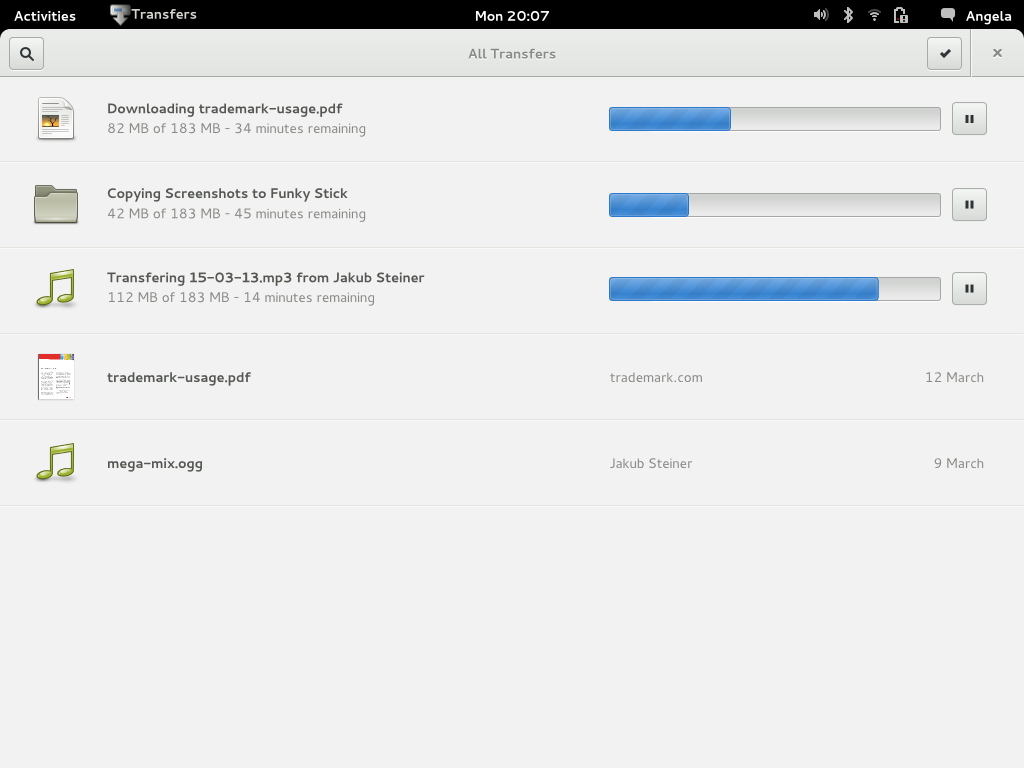 Activities
Transfers
Mon 20:07
Angela
All Transfers
Downloading trademark-usage.pdf
82 MB of 183 MB - 34 minutes remaining
Copying Screenshots to Funky Stick
42 MB of 183 MB - 45 minutes remaining
Transfering 15-03-13.mp3 from Jakub Steiner
112 MB of 183 MB - 14 minutes remaining
trademark-usage.pdf
trademark.com
12 March
mega-mix.ogg
Jakub Steiner
9 March